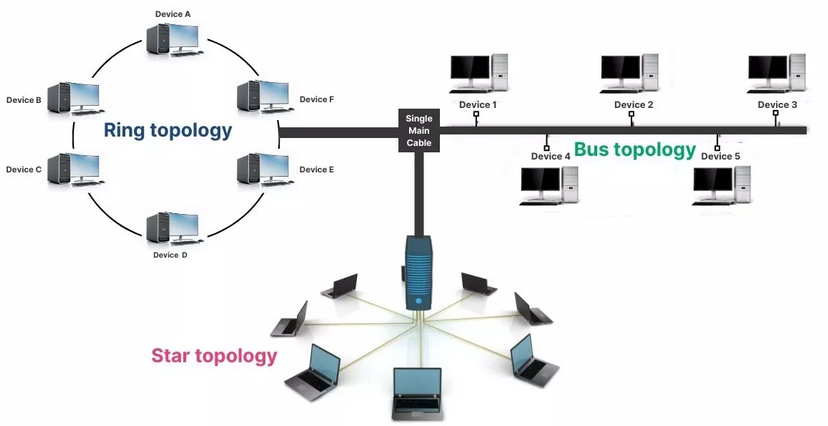 Device A
Device B
Device F
Ring topology
Device C
Device E
Device D
Single
Main
Cable
Device 1
Device 2
Device 3
Device 4
Bus topology
Device 5
Star topology